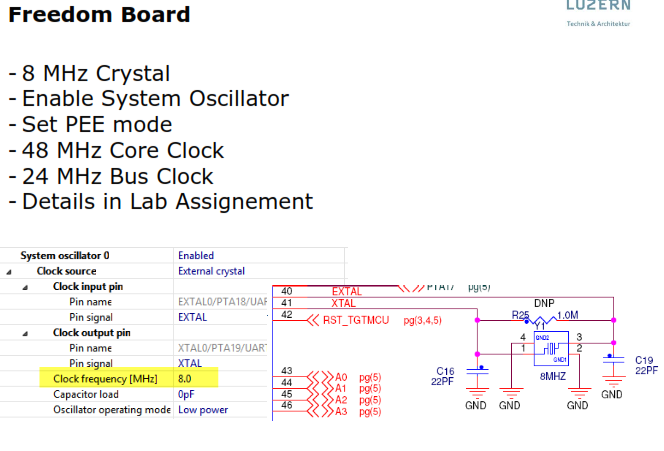 Freedom Board
LUZERN
Technik & Architektur
- 8 MHz Crystal
- Enable System Oscillator
- Set PEE mode
- 48 MHz Core Clock
- 24 MHz Bus Clock
- Details in Lab Assignement
System oscillator 0 Enabled
Clock source External crystal
Clock input pin
Pin name EXTAL0/PTA18/UAR
Pin signal EXTAL
Clock output pin
Pin name XTAL0/PTA19/UART
Pin signal XTAL
Clock frequency [MHz] 8.0
Capacitor load 0pF
Oscillator operating mode Low power
PTA17 pg(5)
40 EXTAL
41 XTAL
42 RST_TGTMCU pg(3,4,5)
43
44 A0 pg(5)
45 A1 pg(5)
46 A2 pg(5)
A3 pg(5)
DNP
R25 1.0M
Y1
4 GND2 3
1 GND1 2
8MHZ
C16
22PF
C19
22PF
GND GND GND GND